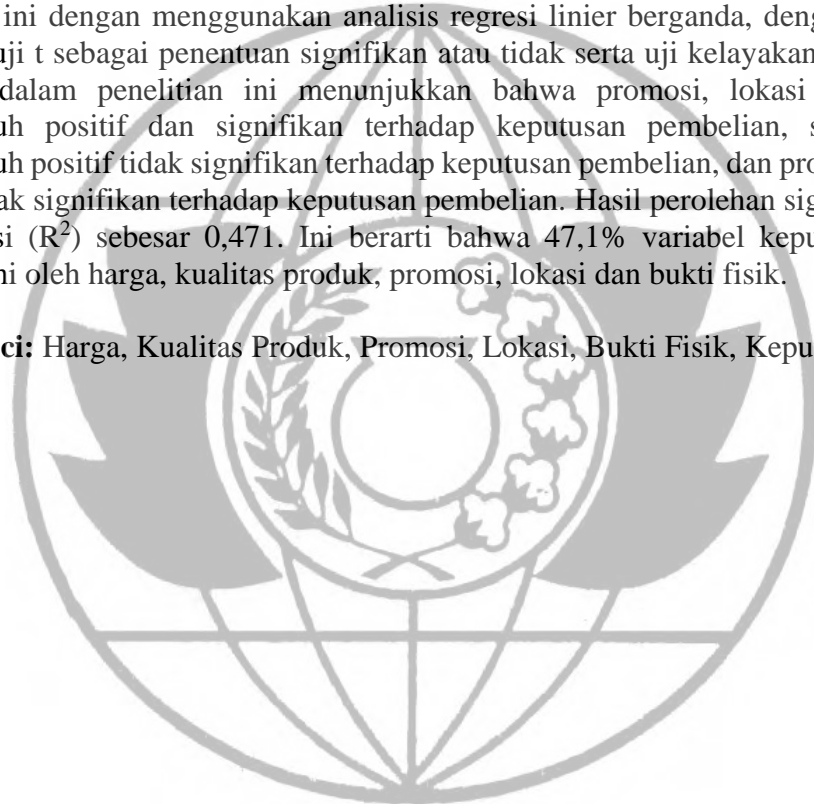 ini dengan menggunakan analisis regresi linier berganda, deng
uji t sebagai penentuan signifikan atau tidak serta uji kelayakan
dalam penelitian ini menunjukkan bahwa promosi, lokasi
uh positif dan signifikan terhadap keputusan pembelian, s
uh positif tidak signifikan terhadap keputusan pembelian, dan pro
ak signifikan terhadap keputusan pembelian. Hasil perolehan sig
si (R²) sebesar 0,471. Ini berarti bahwa 47,1% variabel kepu
hi oleh harga, kualitas produk, promosi, lokasi dan bukti fisik.
ci: Harga, Kualitas Produk, Promosi, Lokasi, Bukti Fisik, Kepu